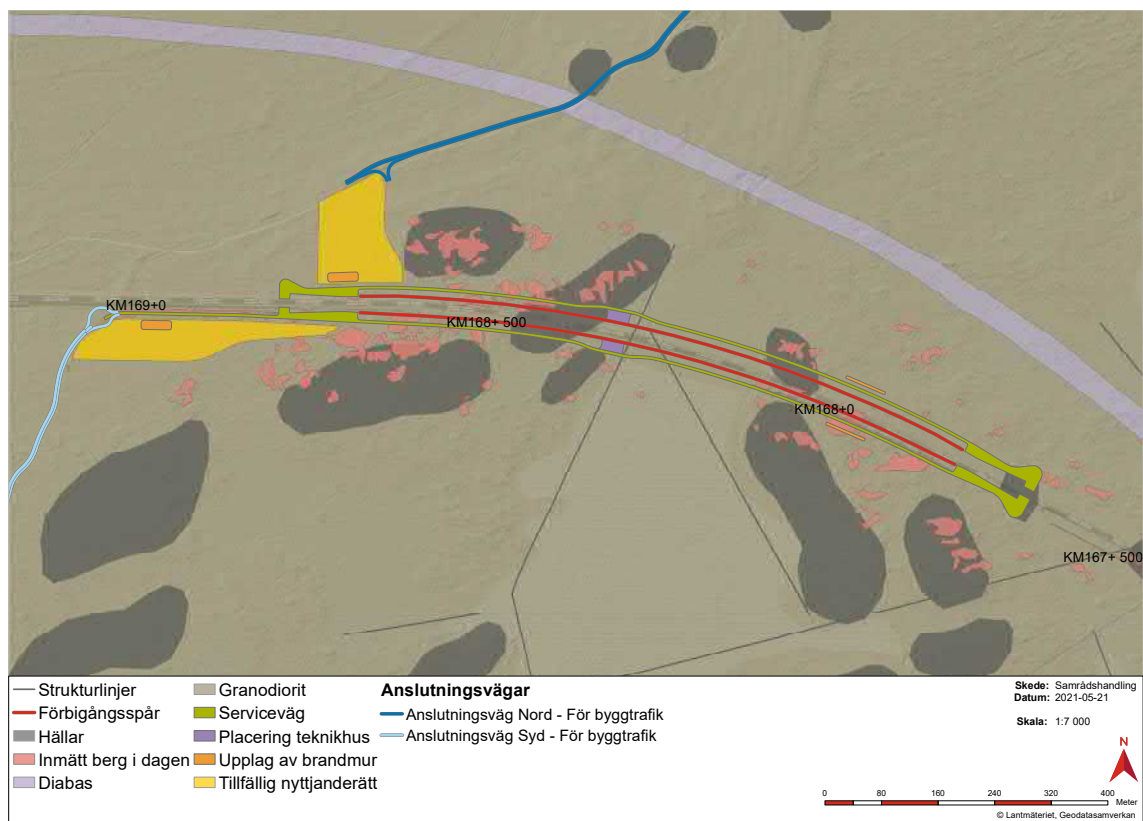 KM169+0
KM168+ 500
KM168+0
KM167+ 500
Strukturlinjer
Förbigångsspår
Hällar
Inmätt berg i dagen
Diabas
Granodiorit
Serviceväg
Placering teknikhus
Upplag av brandmur
Tillfällig nyttjanderätt
Anslutningsvägar
Anslutningsväg Nord - För byggtrafik
Anslutningsväg Syd - För byggtrafik
Skede: Samrådshandling
Datum: 2021-05-21
Skala: 1:7 000
N
0 80 160 240 320 400
Meter
© Lantmäteriet, Geodatasamverkan